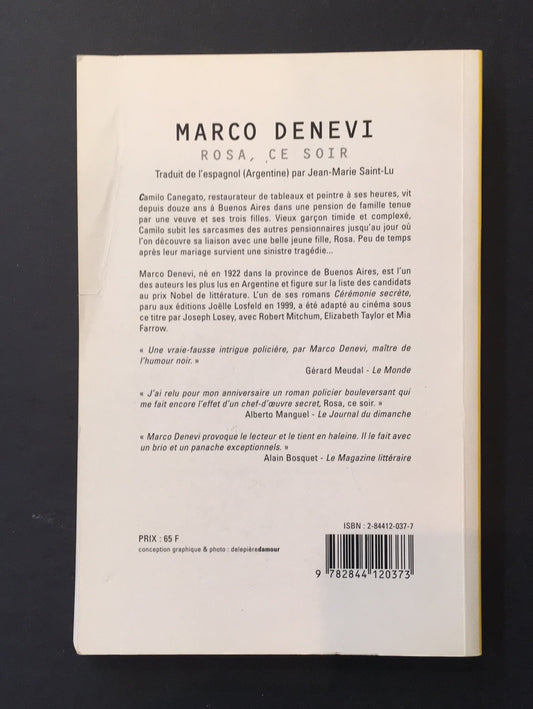 MARCO DENEVI
ROSA, CE SOIR
Traduit de l'espagnol (Argentine) par Jean-Marie Saint-Lu
Camilo Canegato, restaurateur de tableaux et peintre à ses heures, vit
depuis douze ans à Buenos Aires dans une pension de famille tenue
par une veuve et ses trois filles. Vieux garçon timide et complexé,
Camilo subit les sarcasmes des autres pensionnaires jusqu'au jour où
l'on découvre sa liaison avec une belle jeune fille, Rosa. Peu de temps
après leur mariage survient une sinistre tragédie...
Marco Denevi, né en 1922 dans la province de Buenos Aires, est l'un
des auteurs les plus lus en Argentine et figure sur la liste des candidats
au prix Nobel de littérature. L'un de ses romans Cérémonie secrète,
paru aux éditions Joëlle Losfeld en 1999, a été adapté au cinéma sous
ce titre par Joseph Losey, avec Robert Mitchum, Elizabeth Taylor et Mia
Farrow.
« Une vraie-fausse intrigue policière, par Marco Denevi, maître de
l'humour noir. »
Gérard Meudal - Le Monde
« J'ai relu pour mon anniversaire un roman policier bouleversant qui
me fait encore l'effet d'un chef-d'œuvre secret, Rosa, ce soir. »
Alberto Manguel - Le Journal du dimanche
« Marco Denevi provoque le lecteur et le tient en haleine. Il le fait avec
un brio et un panache exceptionnels. »
Alain Bosquet - Le Magazine littéraire
ISBN : 2-84412-037-7
PRIX : 65 F
conception graphique & photo : delepièredamour
9 782844 120373